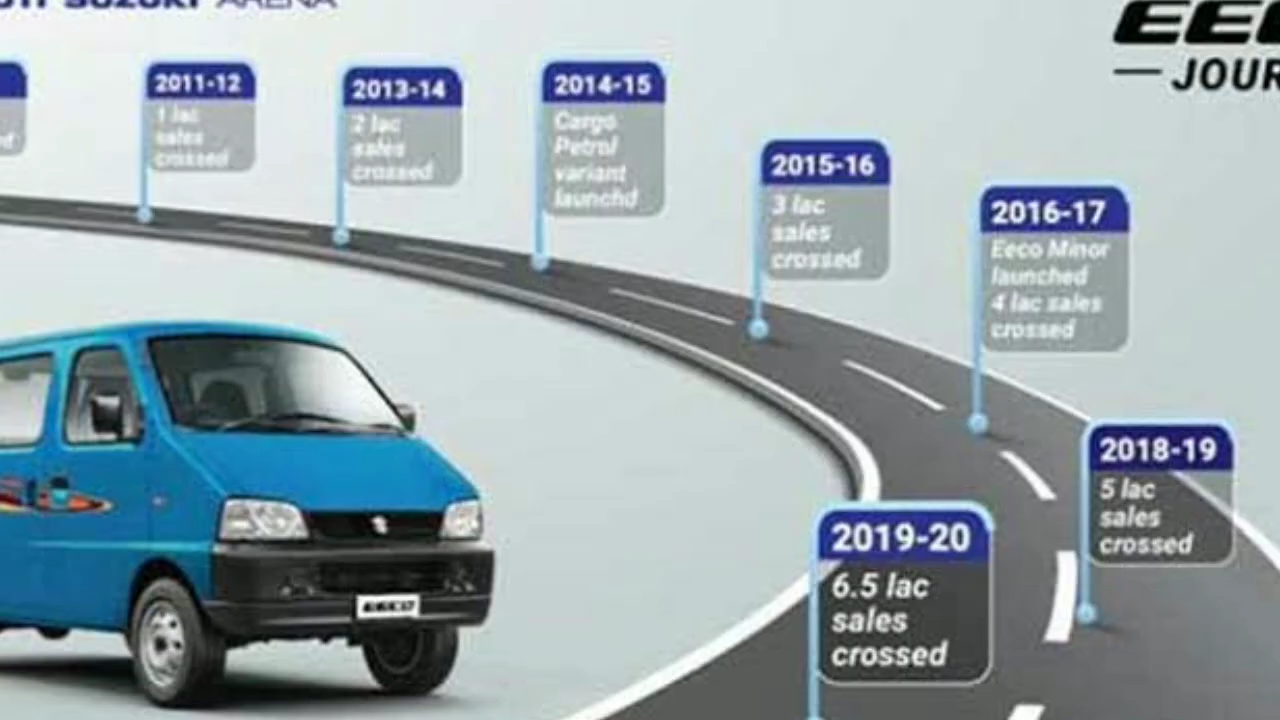 SUZUKI ARENA
EEC
JOUR
2011-12
1 lac
sales
crossed
2013-14
2 lac
sales
crossed
2014-15
Cargo
Petrol
variant
launchd
2015-16
3 lac
sales
crossed
2016-17
Eeco Minor
launched
4 lac sales
crossed
2018-19
5 lac
sales
crossed
2019-20
6.5 lac
sales
crossed
EECO